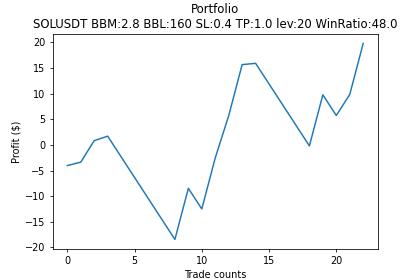 Portfolio
SOLUSDT BBM:2.8 BBL:160 SL:0.4 TP:1.0 lev:20 WinRatio:48.0
20
15
10
5
0
−5
−10
−15
−20
Profit ($)
0 5 10 15 20
Trade counts